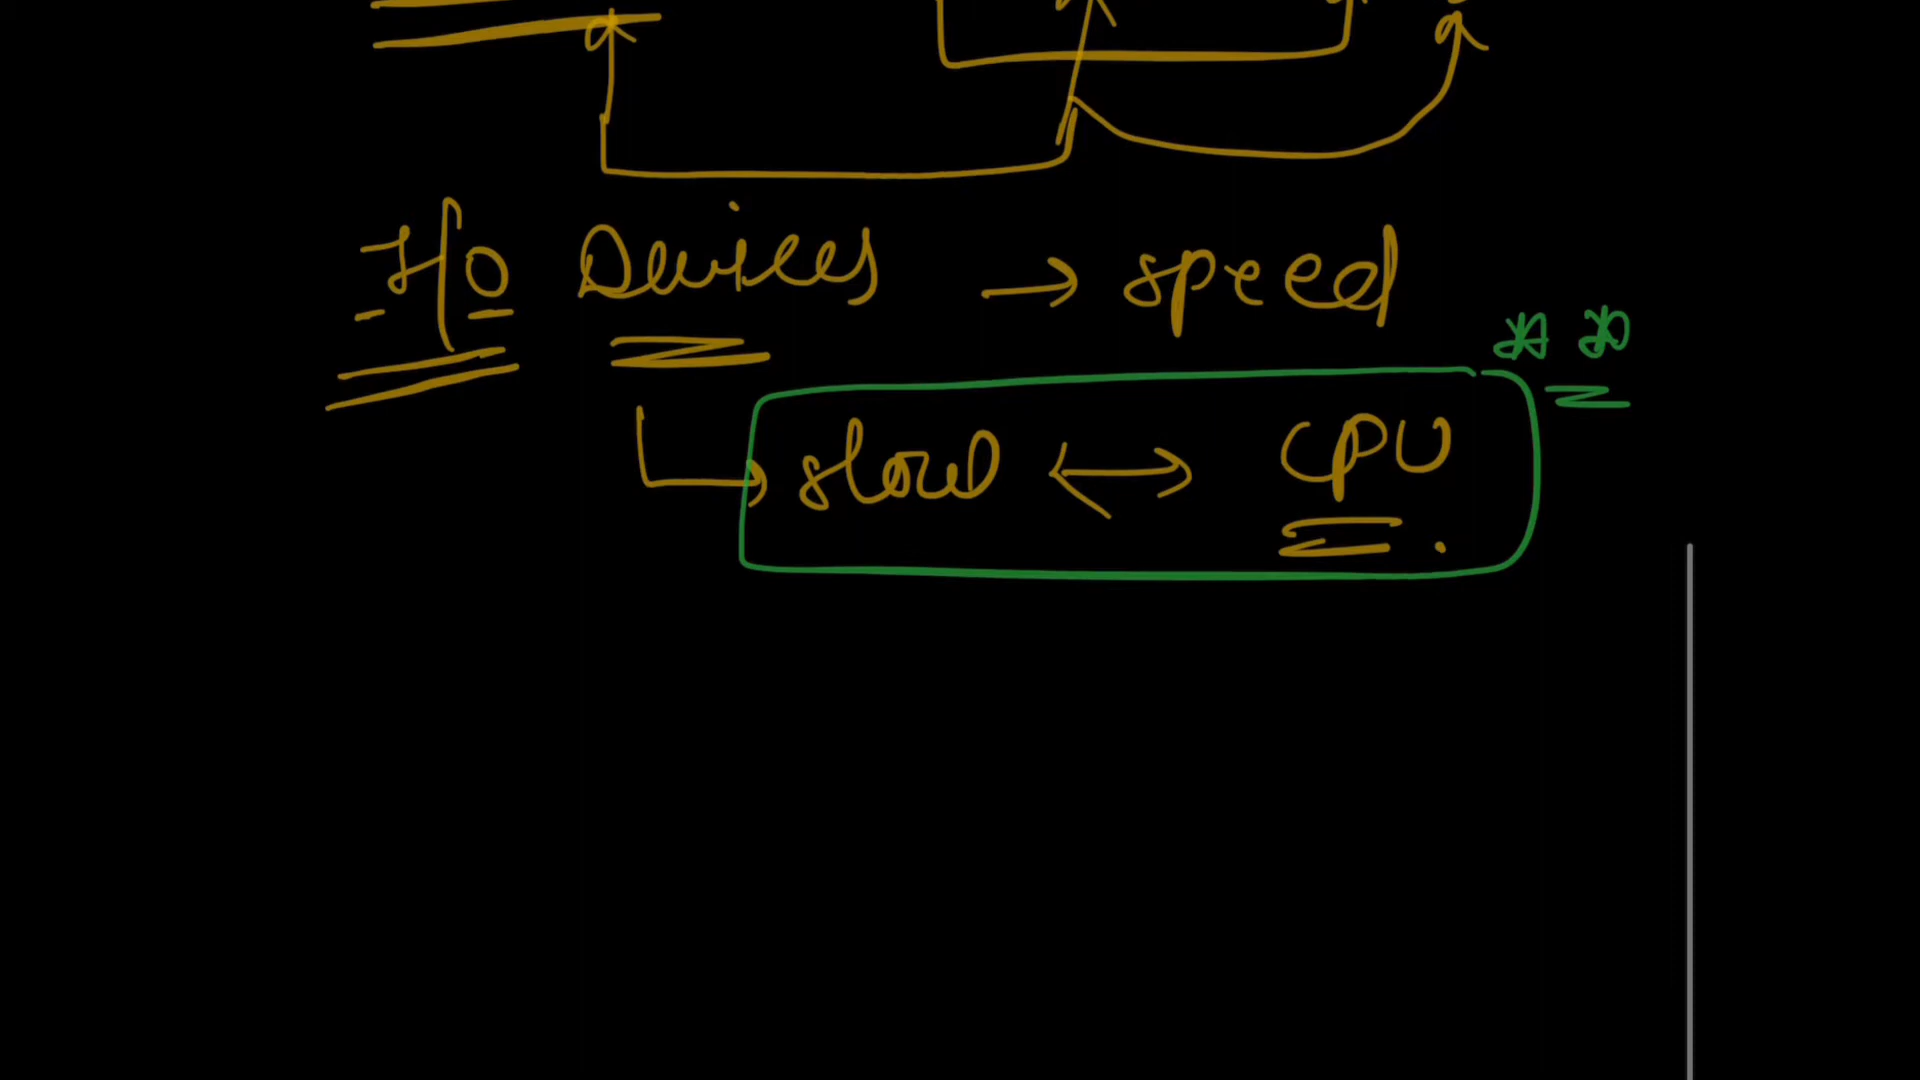 I/O Devices → speed
slow ↔ CPU.